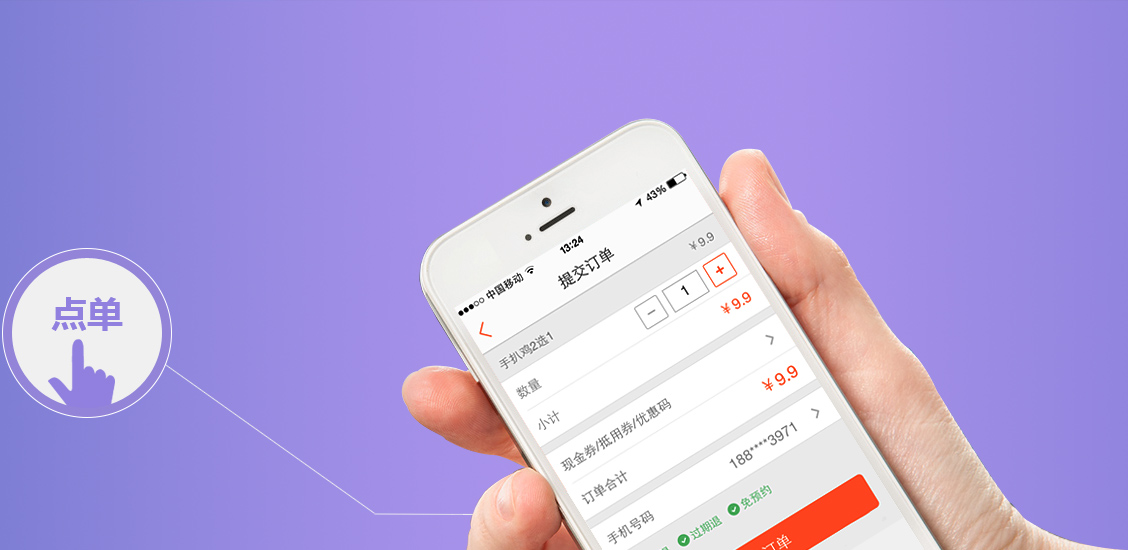 中国移动 13:24 43%
提交订单
手扒鸡2选1 ¥9.9
数量 − 1 +
小计 ¥9.9
现金券/抵用券/优惠码
订单合计 ¥9.9
手机号码 188****3971
过期退 免预约
订单
点单